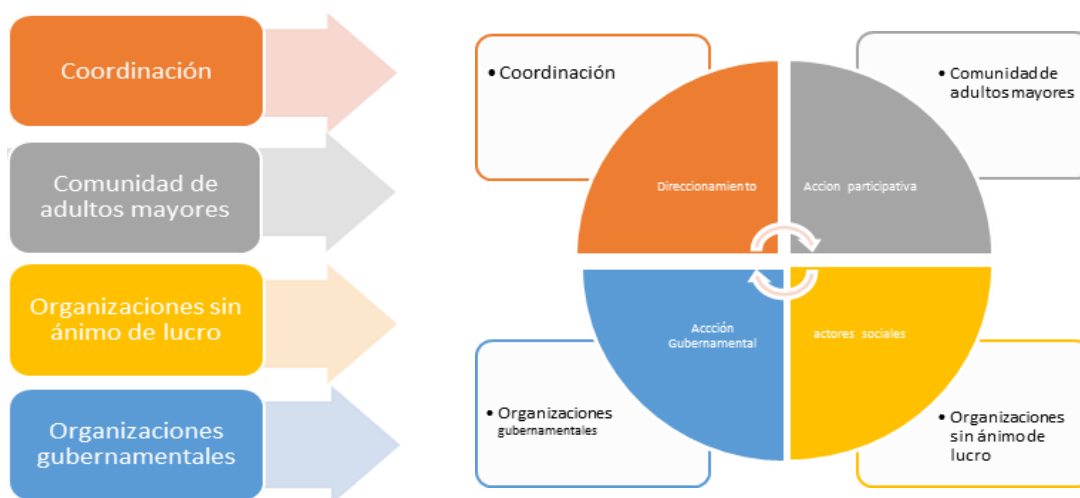 Coordinación
Comunidad de
adultos mayores
Organizaciones sin
ánimo de lucro
Organizaciones
gubernamentales
• Coordinación
• Comunidad de
adultos mayores
Direccionamiento
Accion participativa
Accción
Gubernamental
actores sociales
• Organizaciones
gubernamentales
• Organizaciones
sin ánimo de
lucro